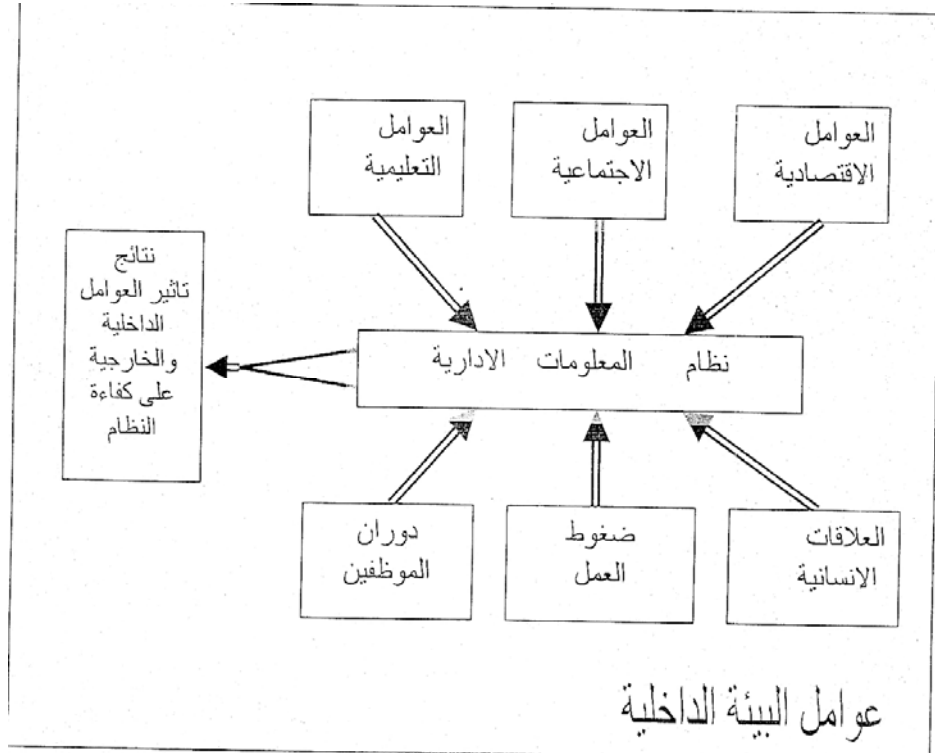 العوامل
الاقتصادية
العوامل
الاجتماعية
العوامل
التعليمية
نظام المعلومات الادارية
نتائج
تاثير العوامل
الداخلية
والخارجية
على كفاءة
النظام
العلاقات
الانسانية
ضغوط
العمل
دوران
الموظفين
عوامل البيئة الداخلية